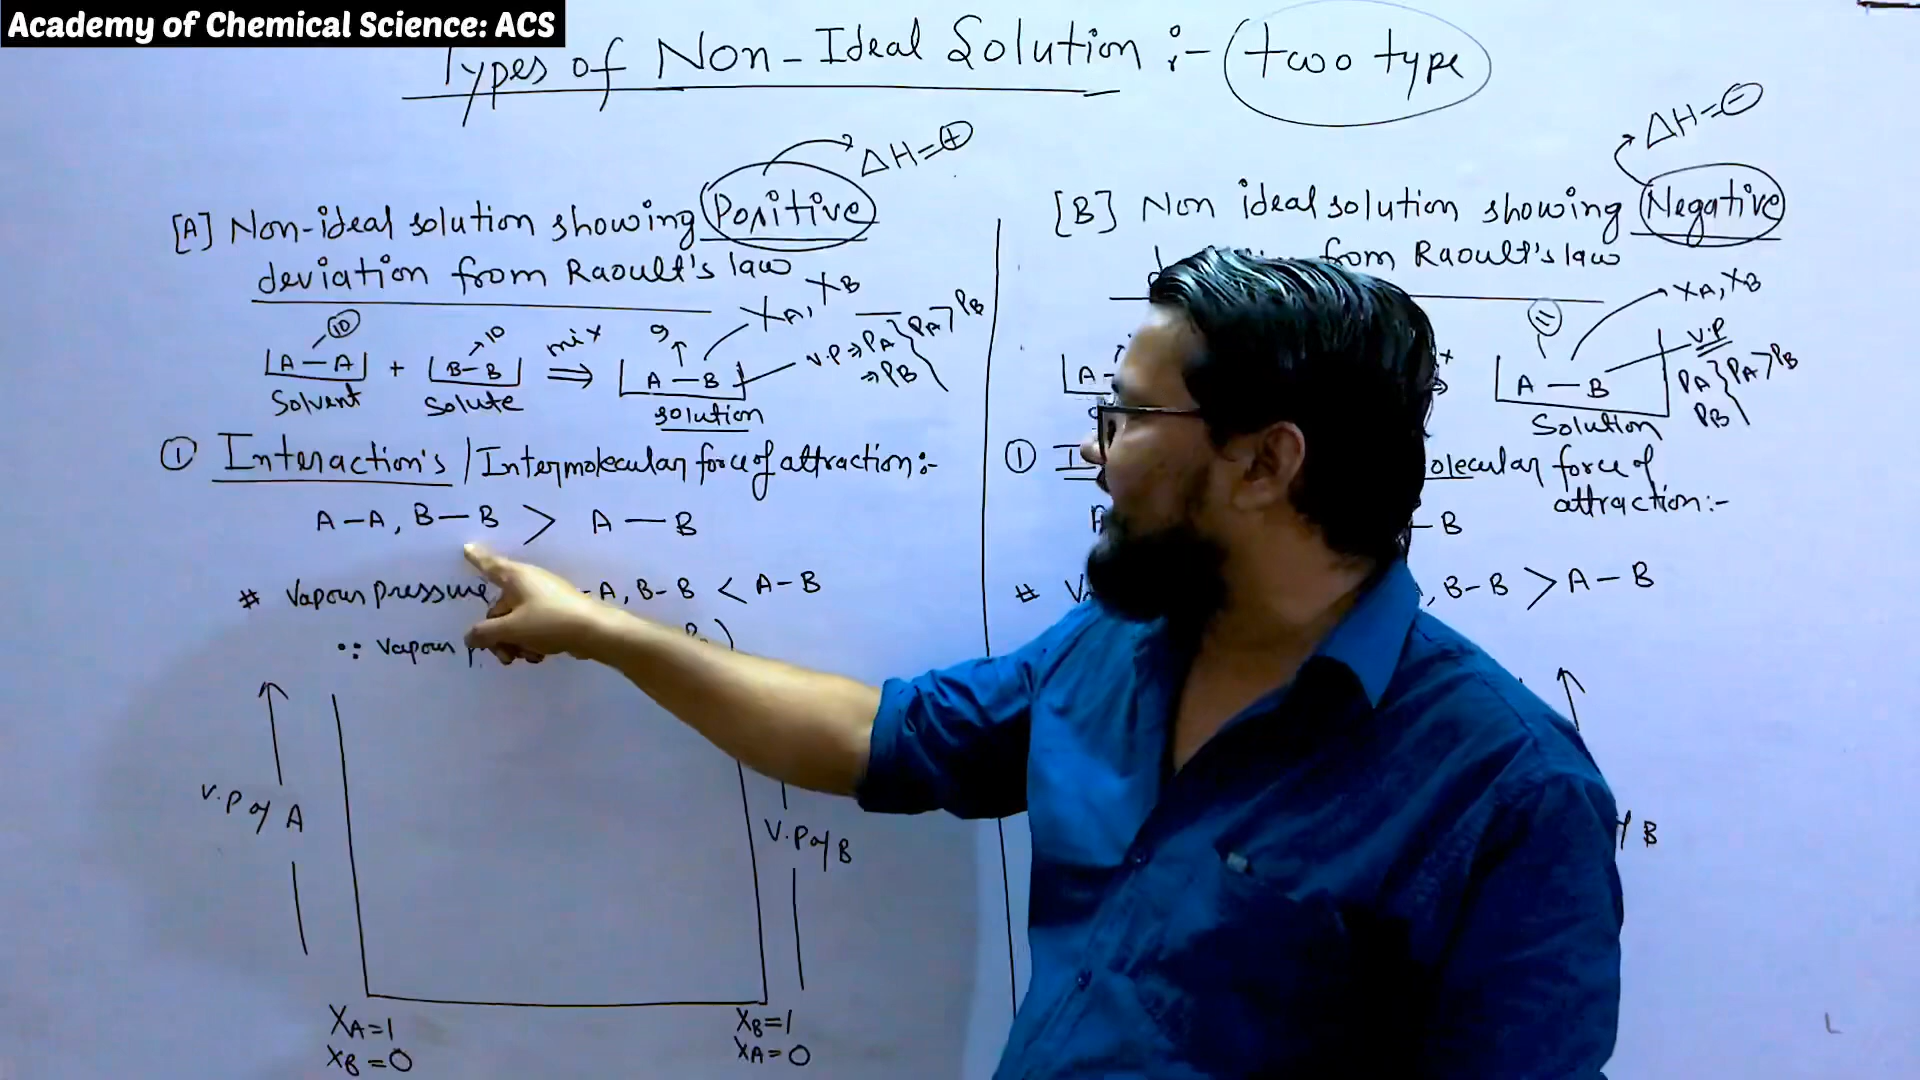 Academy of Chemical Science: ACS
Types of Non-Ideal Solution :- two type
ΔH=⊕
[A] Non-ideal solution showing Positive
deviation from Raoult's law
XA, XB
10
10
mix
9
V.P ⇒ PA } PA > PB
⇒ PB
A — A + B – B ⇒ A — B
Solvent Solute solution
① Interaction's / Intermolecular force of attraction :-
A – A, B — B > A — B
# Vapour pressure – A, B – B < A – B
∵ Vapour
V.P of A
V.P of B
XA = 1
XB = 0
XB = 1
XA = 0
ΔH=⊖
[B] Non ideal solution showing Negative
from Raoult's law
XA, XB
V.P
PA } PA > PB
PB
A — B
Solution
① olecular force of
attraction :-
– B
# , B – B > A – B
B